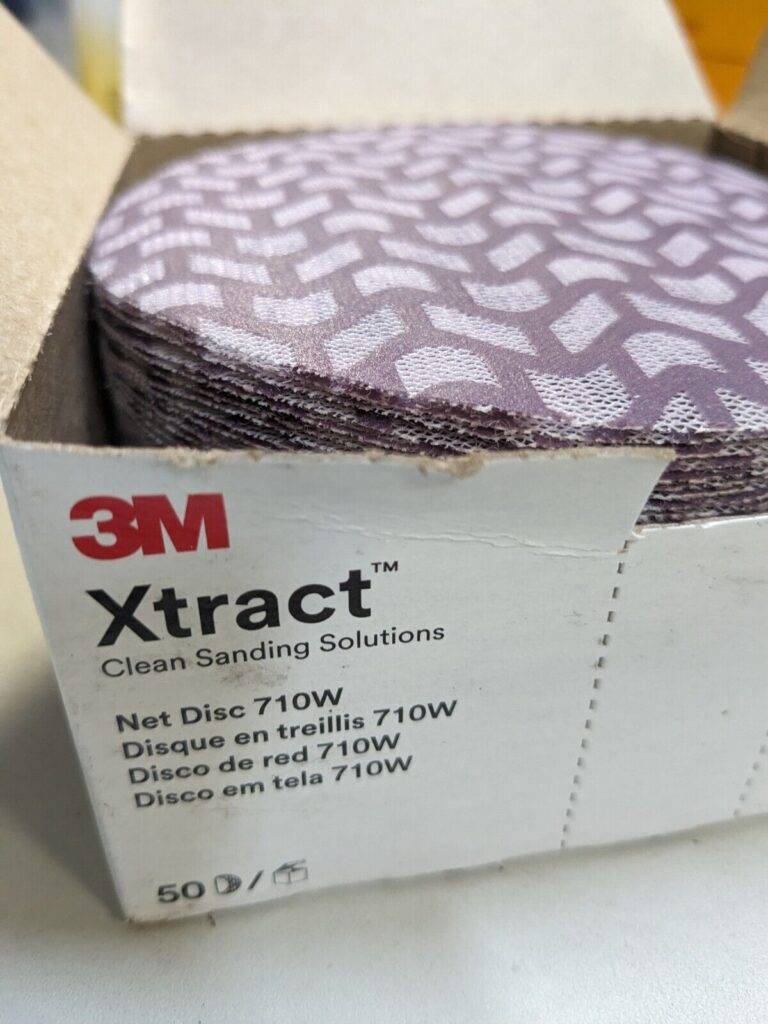 3M
Xtract™
Clean Sanding Solutions
Net Disc 710W
Disque en treillis 710W
Disco de red 710W
Disco em tela 710W
50 /